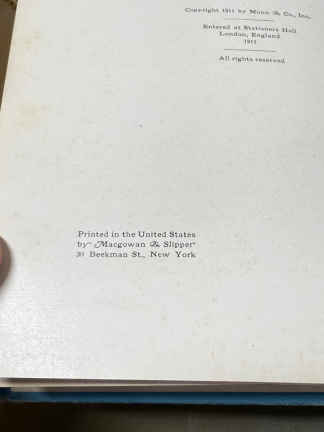 Copyright 1911 by Munn & Co., Inc.
Entered at Stationers Hall
London, England
1911
All rights reserved
Printed in the United States
by Macgowan & Slipper
30 Beekman St., New York